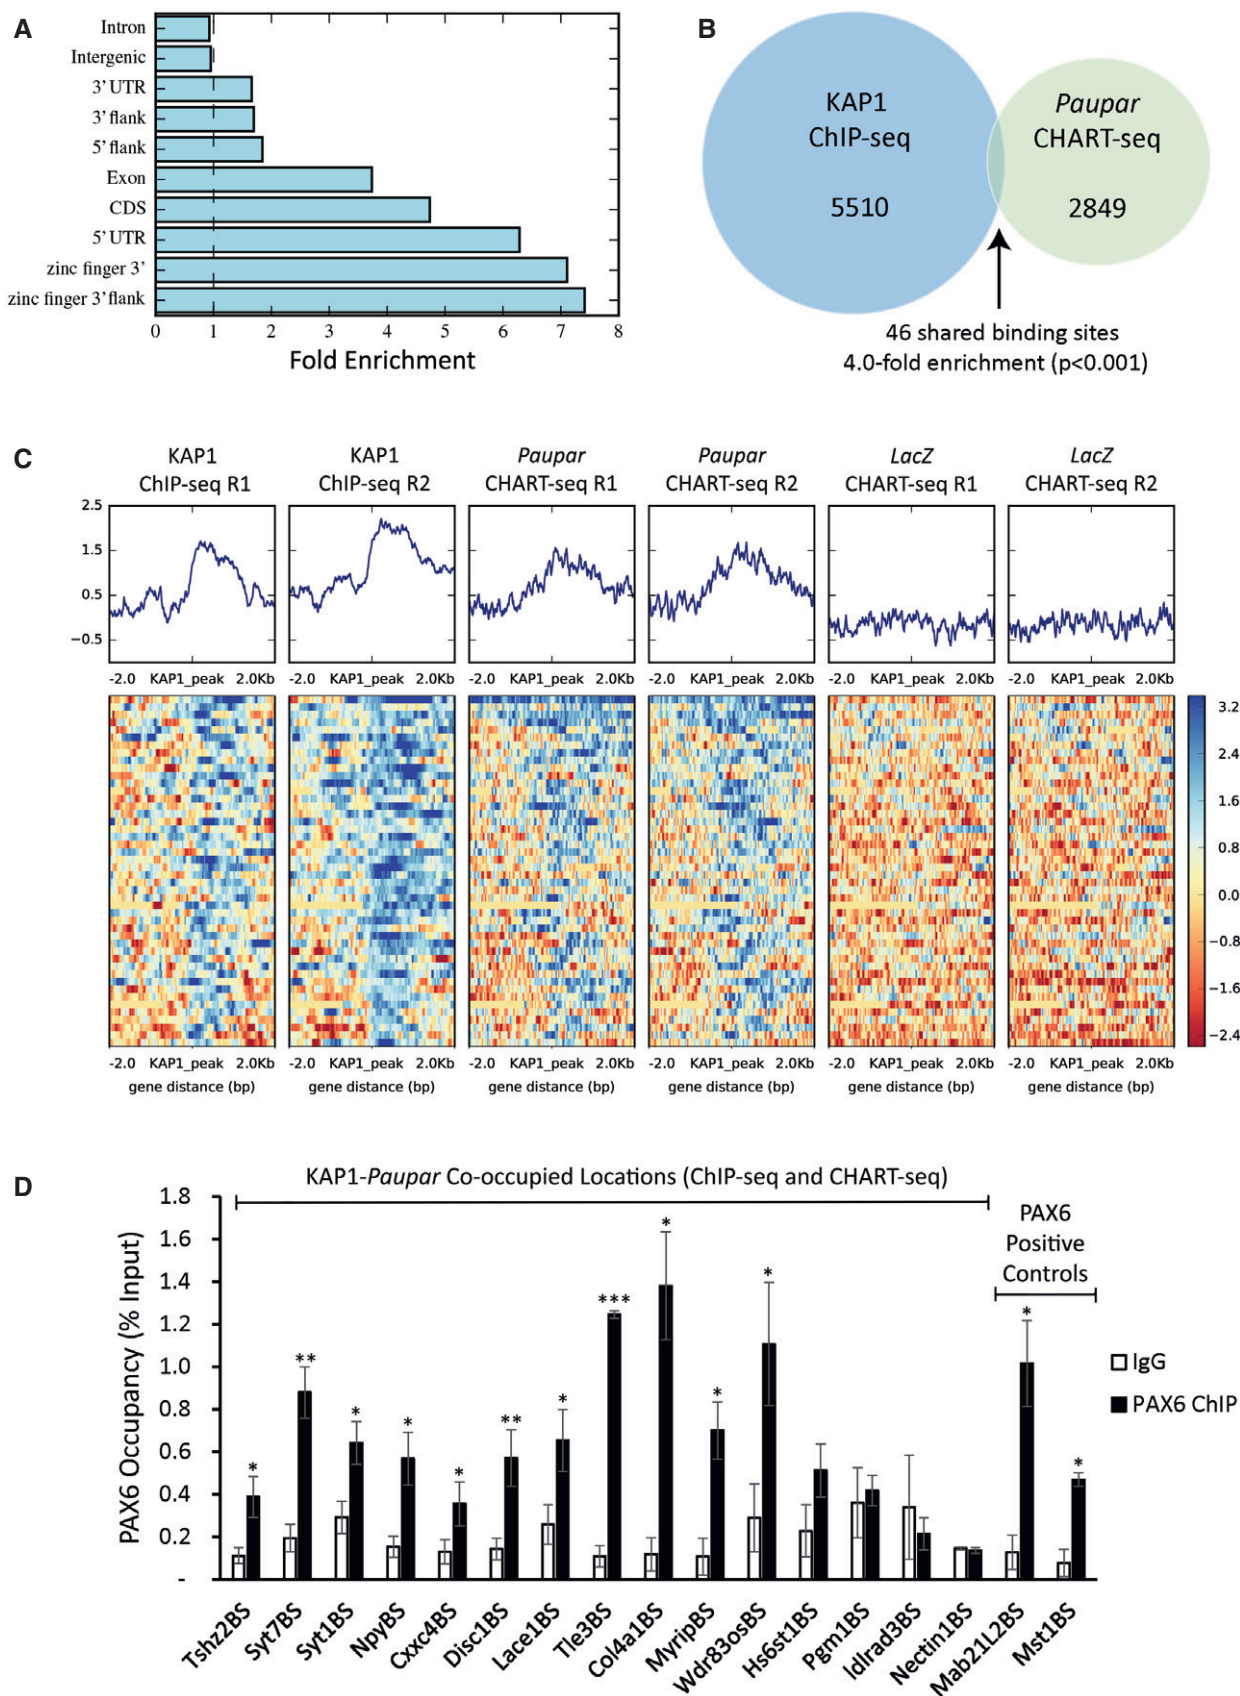 A
Intron
Intergenic
3' UTR
3' flank
5' flank
Exon
CDS
5' UTR
zinc finger 3'
zinc finger 3' flank
0 1 2 3 4 5 6 7 8
Fold Enrichment
B
KAP1
ChIP-seq
5510
Paupar
CHART-seq
2849
46 shared binding sites
4.0-fold enrichment (p<0.001)
C
KAP1
ChIP-seq R1
KAP1
ChIP-seq R2
Paupar
CHART-seq R1
Paupar
CHART-seq R2
LacZ
CHART-seq R1
LacZ
CHART-seq R2
2.5
1.5
0.5
−0.5
-2.0 KAP1_peak 2.0Kb
-2.0 KAP1_peak 2.0Kb
-2.0 KAP1_peak 2.0Kb
-2.0 KAP1_peak 2.0Kb
-2.0 KAP1_peak 2.0Kb
-2.0 KAP1_peak 2.0Kb
3.2
2.4
1.6
0.8
0.0
−0.8
−1.6
−2.4
-2.0 KAP1_peak 2.0Kb
gene distance (bp)
-2.0 KAP1_peak 2.0Kb
gene distance (bp)
-2.0 KAP1_peak 2.0Kb
gene distance (bp)
-2.0 KAP1_peak 2.0Kb
gene distance (bp)
-2.0 KAP1_peak 2.0Kb
gene distance (bp)
-2.0 KAP1_peak 2.0Kb
gene distance (bp)
D
KAP1-Paupar Co-occupied Locations (ChIP-seq and CHART-seq)
PAX6
Positive
Controls
PAX6 Occupancy (% Input)
1.8
1.6
1.4
1.2
1.0
0.8
0.6
0.4
0.2
-
* ** * * * ** * *** * * * * *
IgG
PAX6 ChIP
Tshz2BS
Syt7BS
Syt1BS
NpyBS
Cxxc4BS
Disc1BS
Lace1BS
Tle3BS
Col4a1BS
MyripBS
Wdr83osBS
Hs6st1BS
Pgm1BS
ldlrad3BS
Nectin1BS
Mab21L2BS
Mst1BS